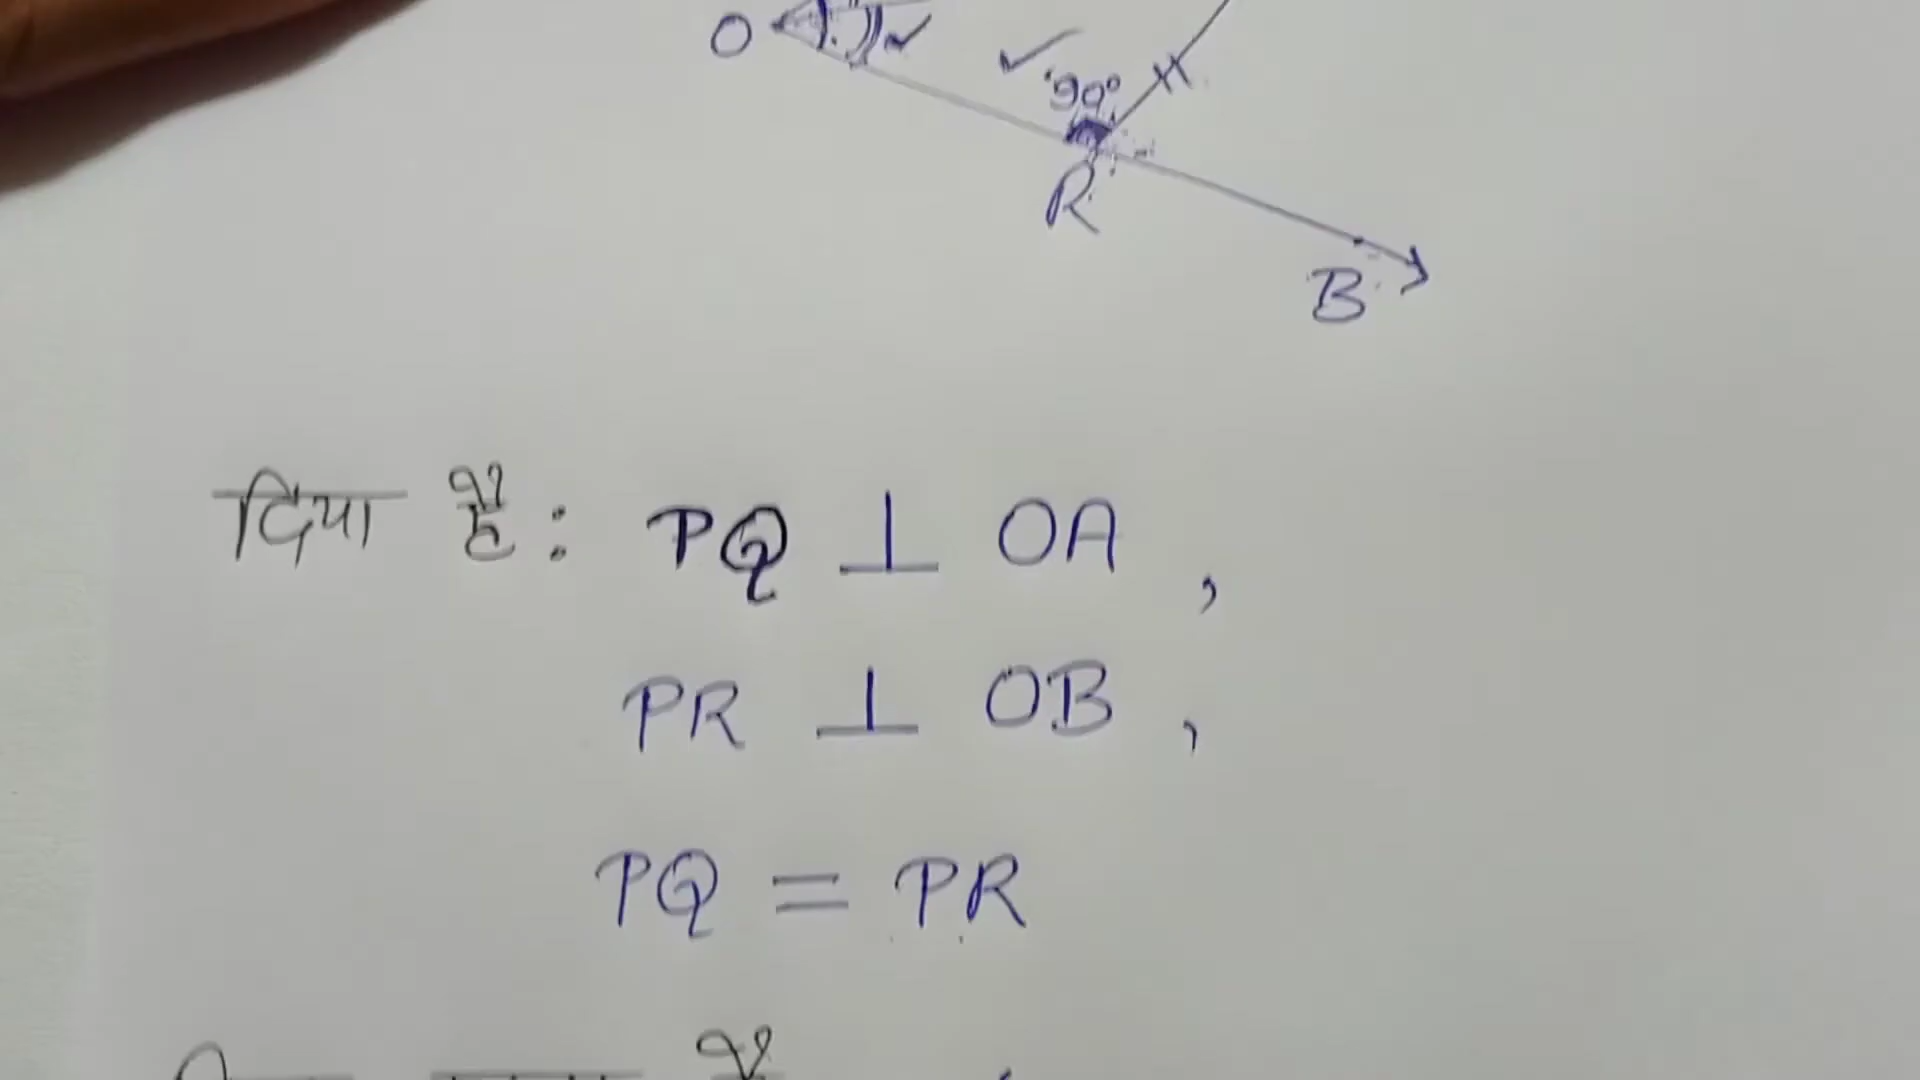 O
90°
R
B
दिया है : PQ ⊥ OA ,
PR ⊥ OB ,
PQ = PR